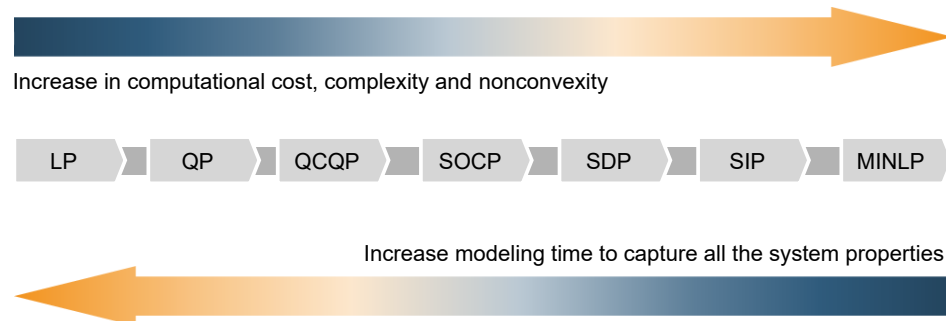 Increase in computational cost, complexity and nonconvexity
LP QP QCQP SOCP SDP SIP MINLP
Increase modeling time to capture all the system properties